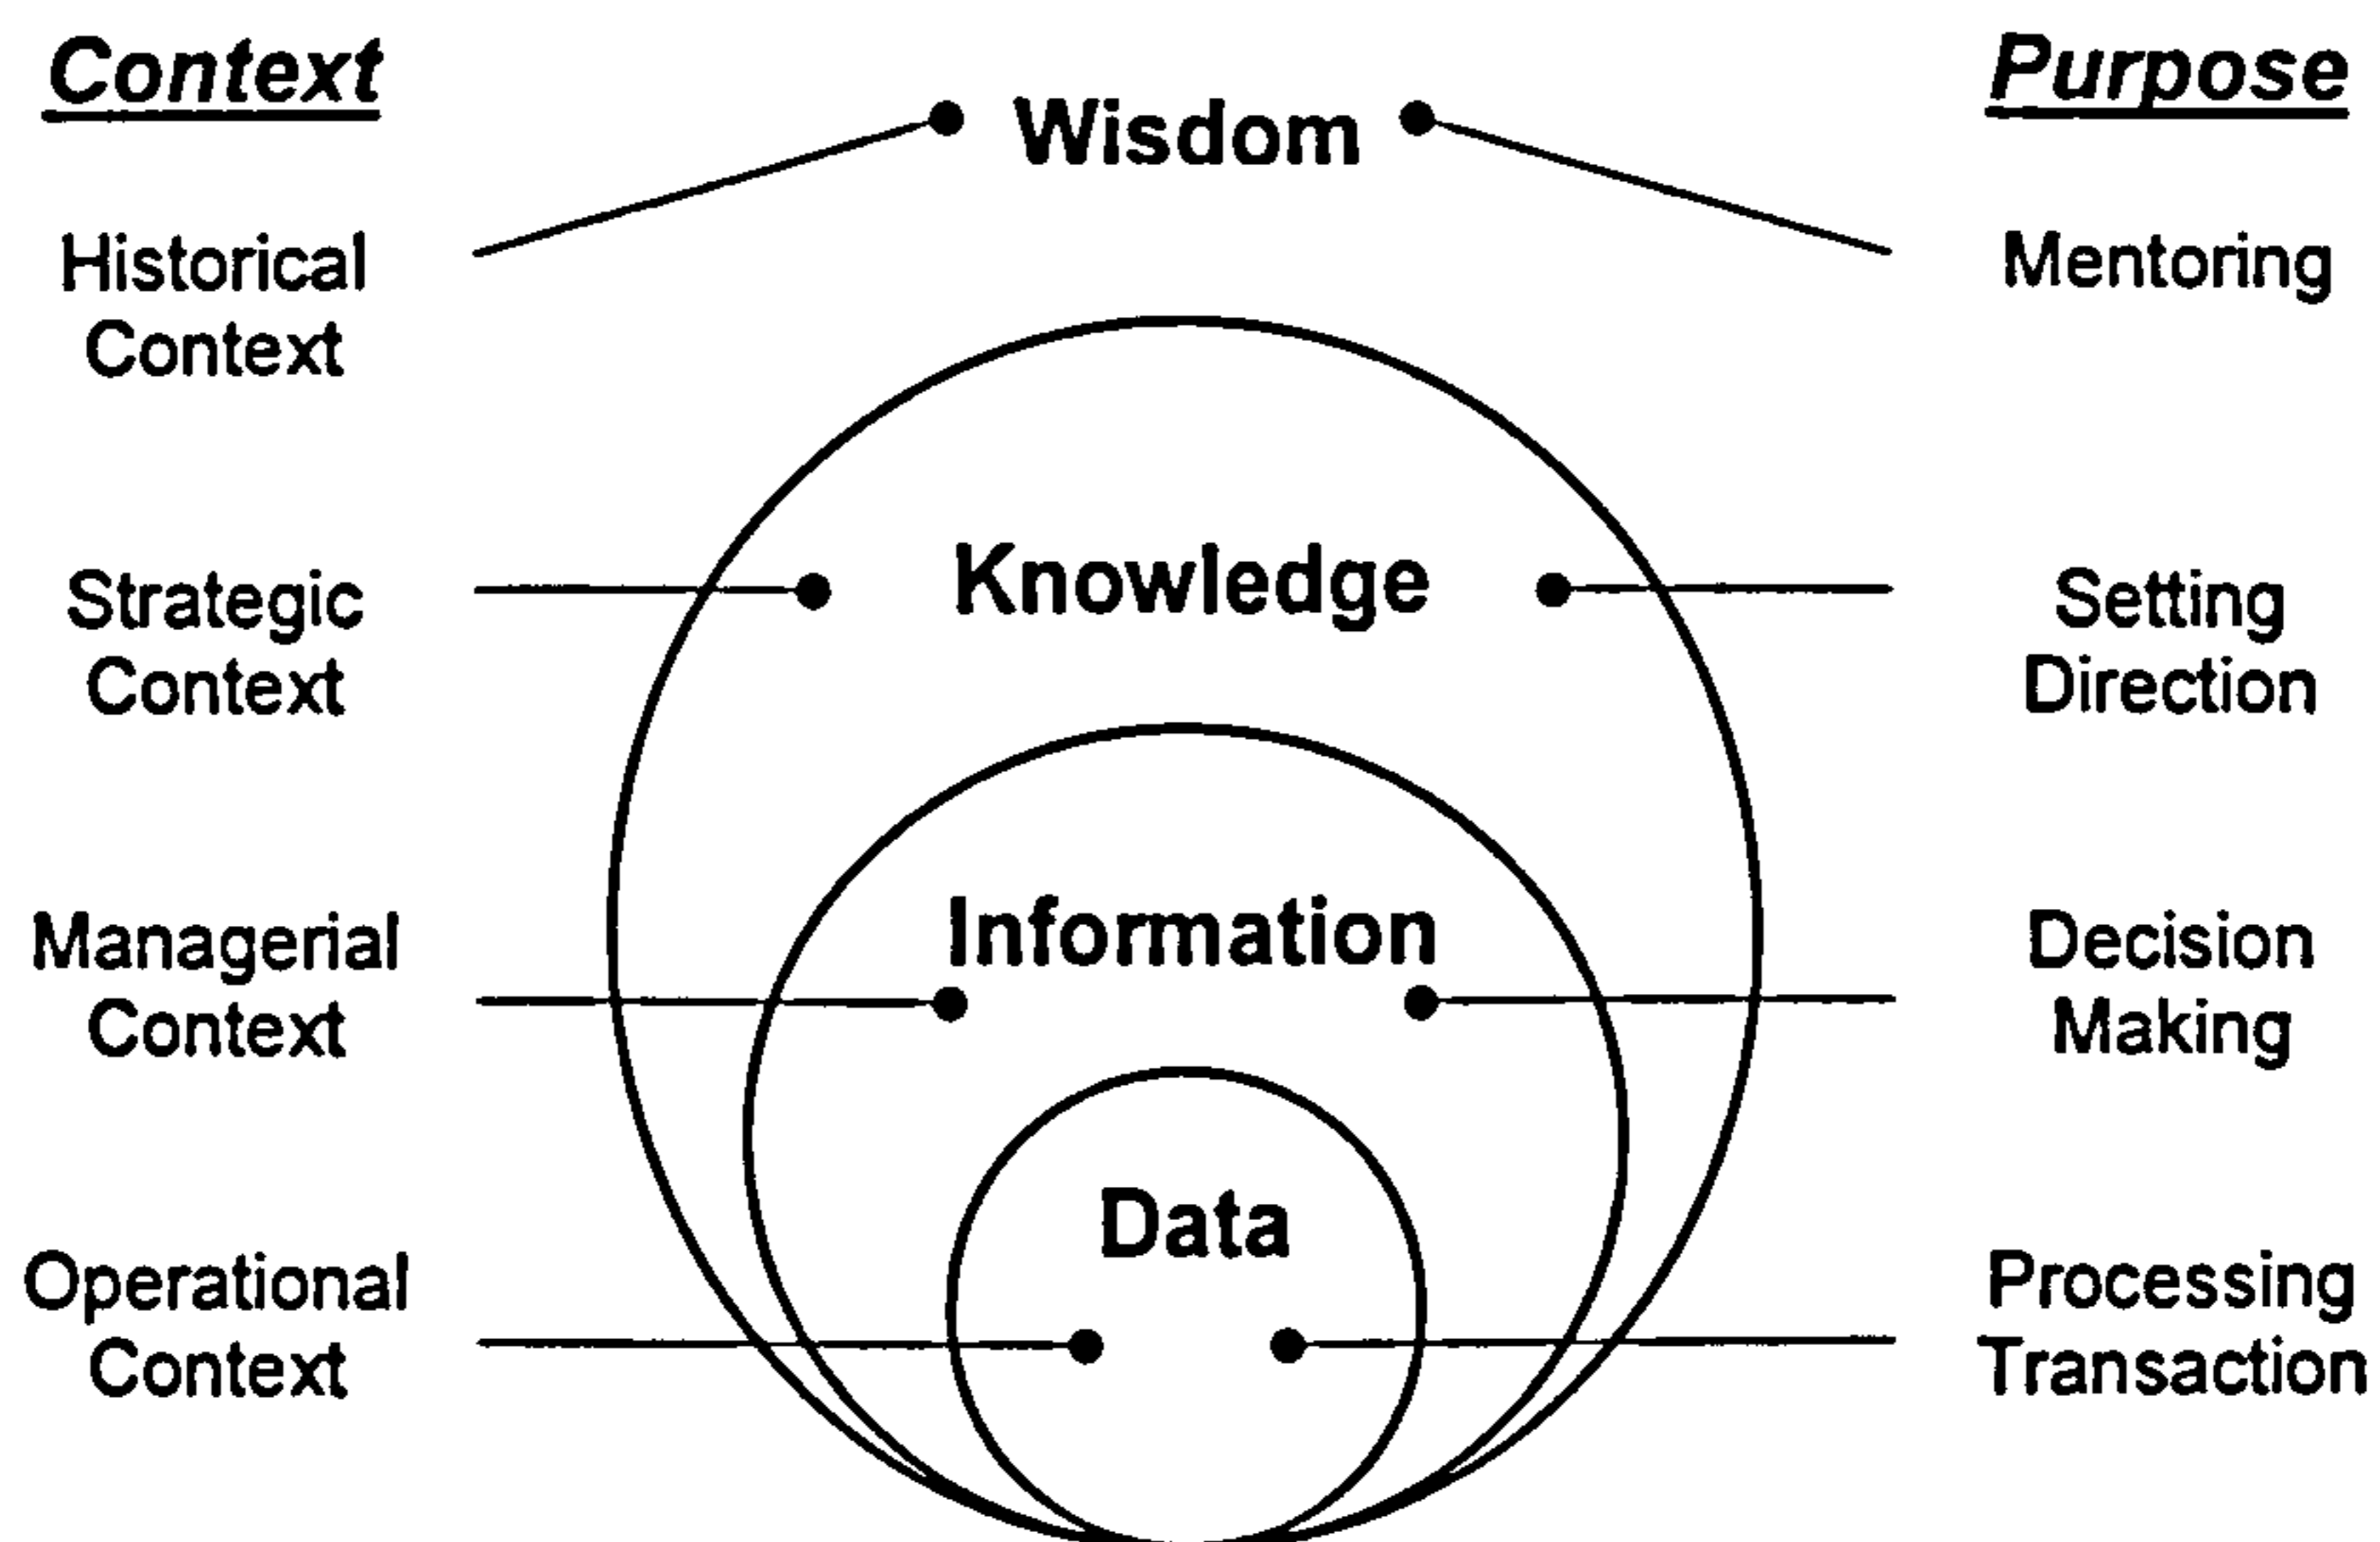 Context
Purpose
Wisdom
Historical
Context
Mentoring
Strategic
Context
Knowledge
Setting
Direction
Managerial
Context
Information
Decision
Making
Operational
Context
Data
Processing
Transaction